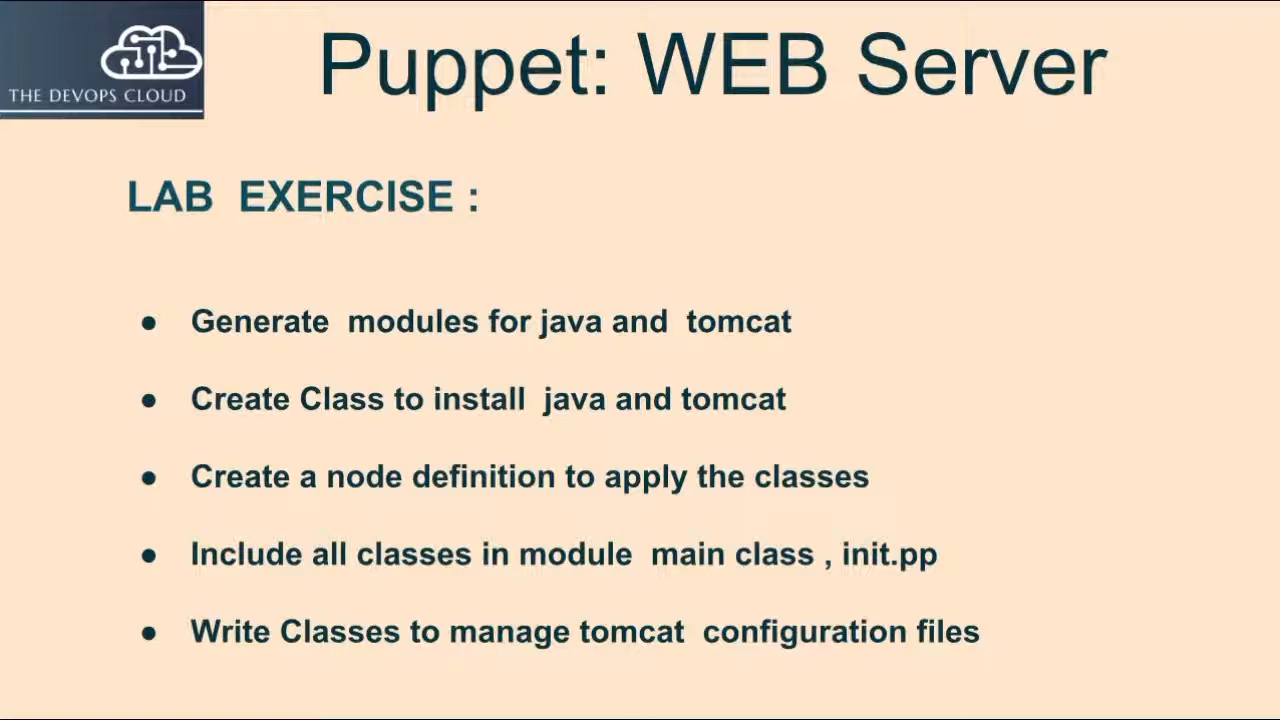 THE DEVOPS CLOUD
Puppet: WEB Server
LAB EXERCISE :
● Generate modules for java and tomcat
● Create Class to install java and tomcat
● Create a node definition to apply the classes
● Include all classes in module main class , init.pp
● Write Classes to manage tomcat configuration files